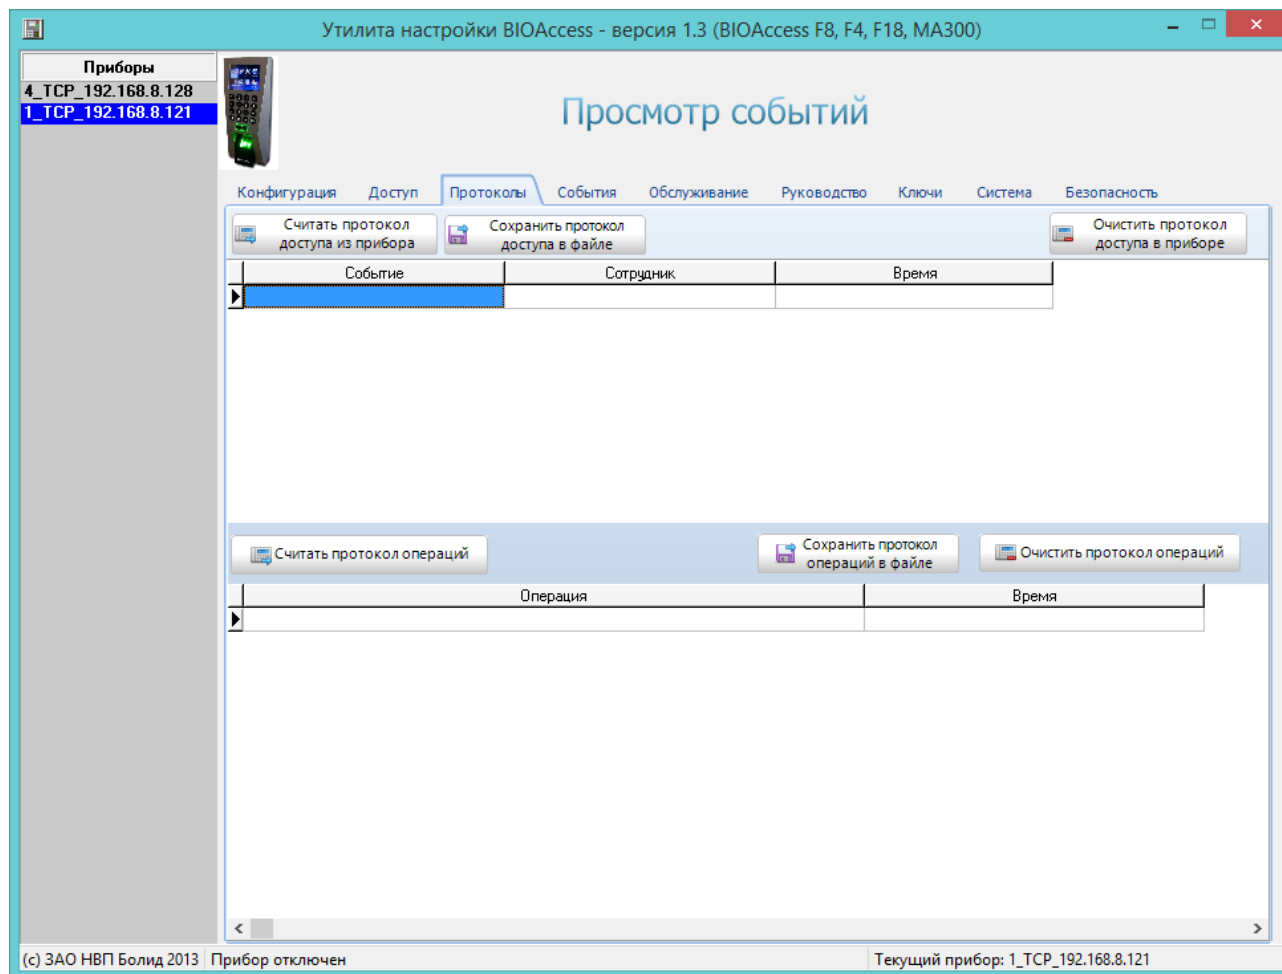 Утилита настройки BIOAccess - версия 1.3 (BIOAccess F8, F4, F18, MA300)
Приборы
4_TCP_192.168.8.128
1_TCP_192.168.8.121
Просмотр событий
Конфигурация Доступ Протоколы События Обслуживание Руководство Ключи Система Безопасность
Считать протокол
доступа из прибора
Сохранить протокол
доступа в файле
Очистить протокол
доступа в приборе
Событие Сотрудник Время
Считать протокол операций
Сохранить протокол
операций в файле
Очистить протокол операций
Операция Время
(c) ЗАО НВП Болид 2013 Прибор отключен Текущий прибор: 1_TCP_192.168.8.121